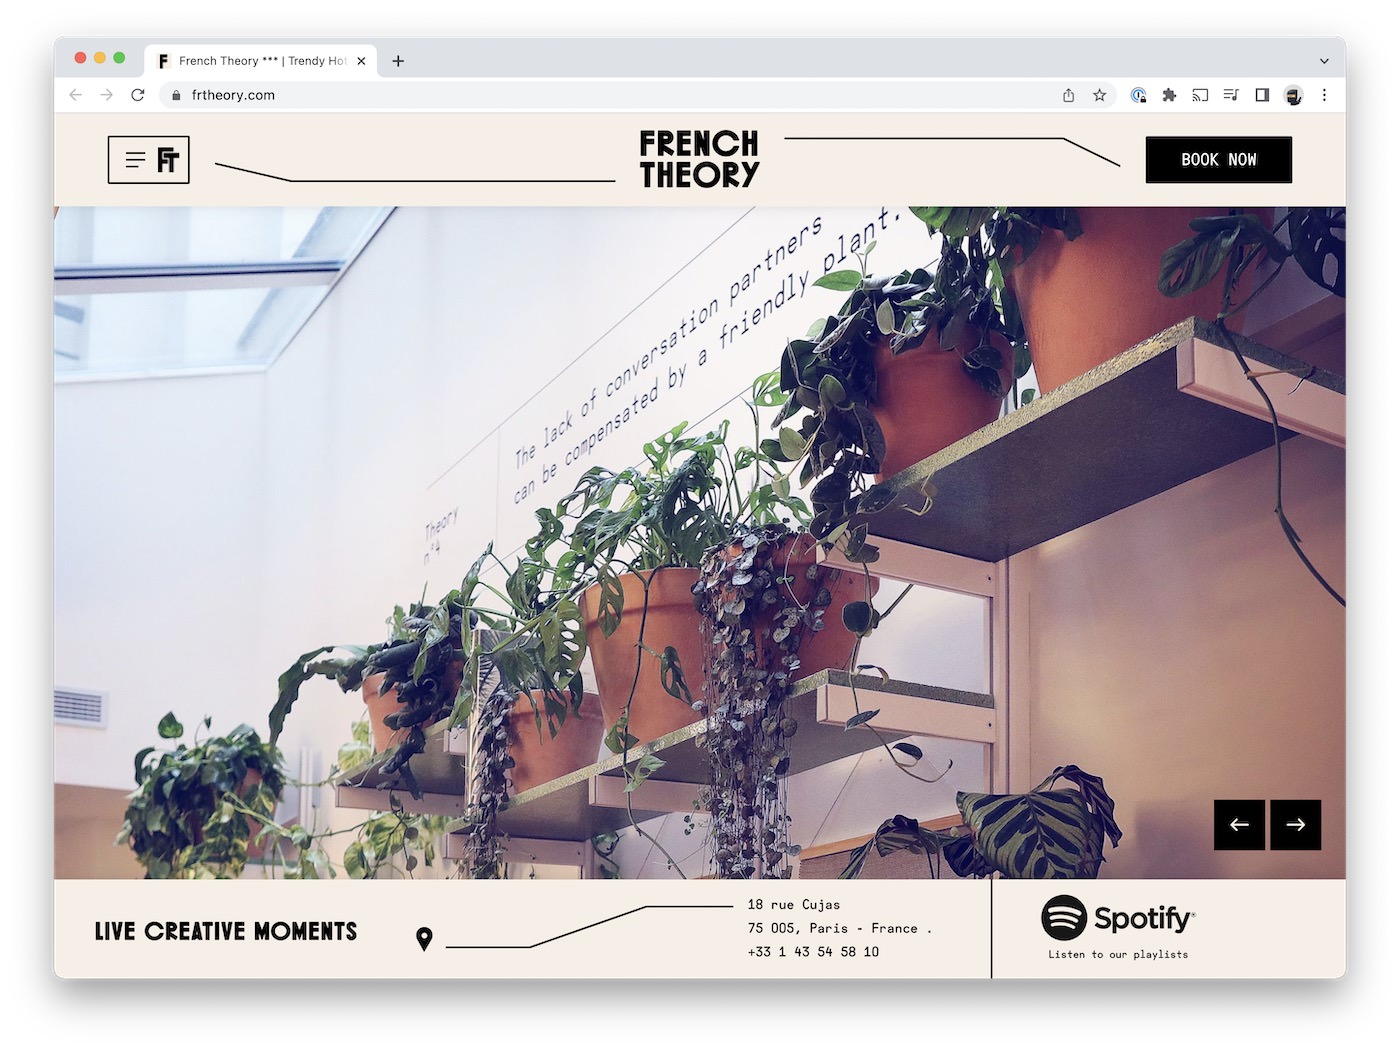 French Theory *** | Trendy Hot
frtheory.com
FT
FRENCH
THEORY
BOOK NOW
The lack of conversation partners
can be compensated by a friendly plant.
Theory
n°4
LIVE CREATIVE MOMENTS
18 rue Cujas
75 005, Paris - France .
+33 1 43 54 58 10
Spotify®
Listen to our playlists